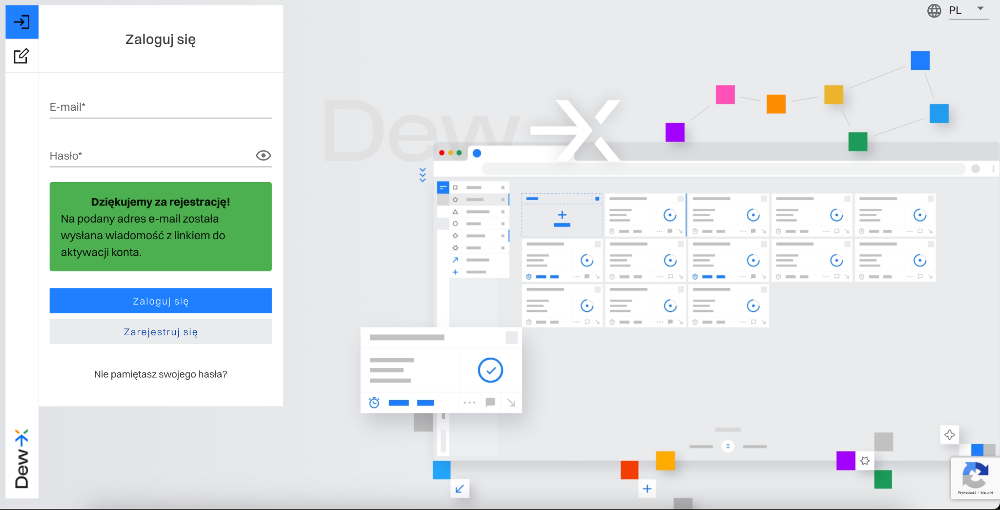 Zaloguj się
PL
E-mail*
Hasło*
Dziękujemy za rejestrację!
Na podany adres e-mail została
wysłana wiadomość z linkiem do
aktywacji konta.
Zaloguj się
Zarejestruj się
Nie pamiętasz swojego hasła?
Dew
Dew
Prywatność - Warunki